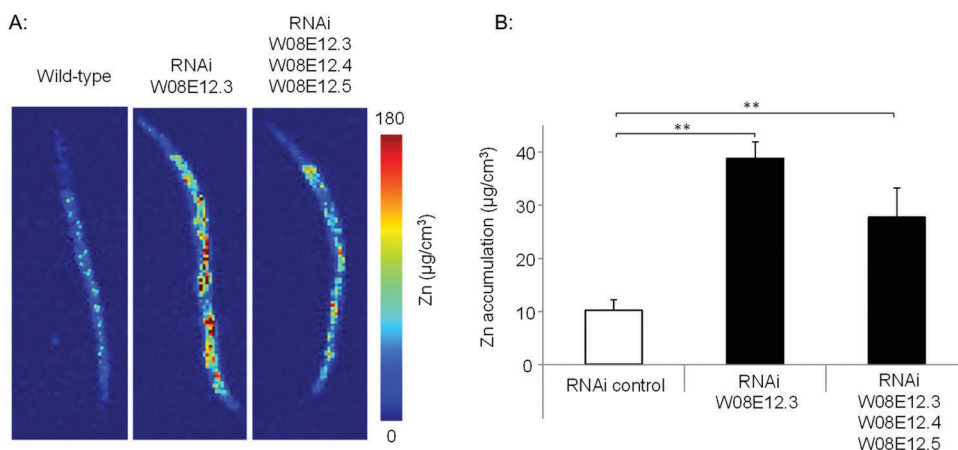 A:
Wild-type
RNAi
W08E12.3
RNAi
W08E12.3
W08E12.4
W08E12.5
180
Zn (µg/cm³)
0
B:
**
**
Zn accumulation (µg/cm³)
40
30
20
10
0
RNAi control
RNAi
W08E12.3
RNAi
W08E12.3
W08E12.4
W08E12.5